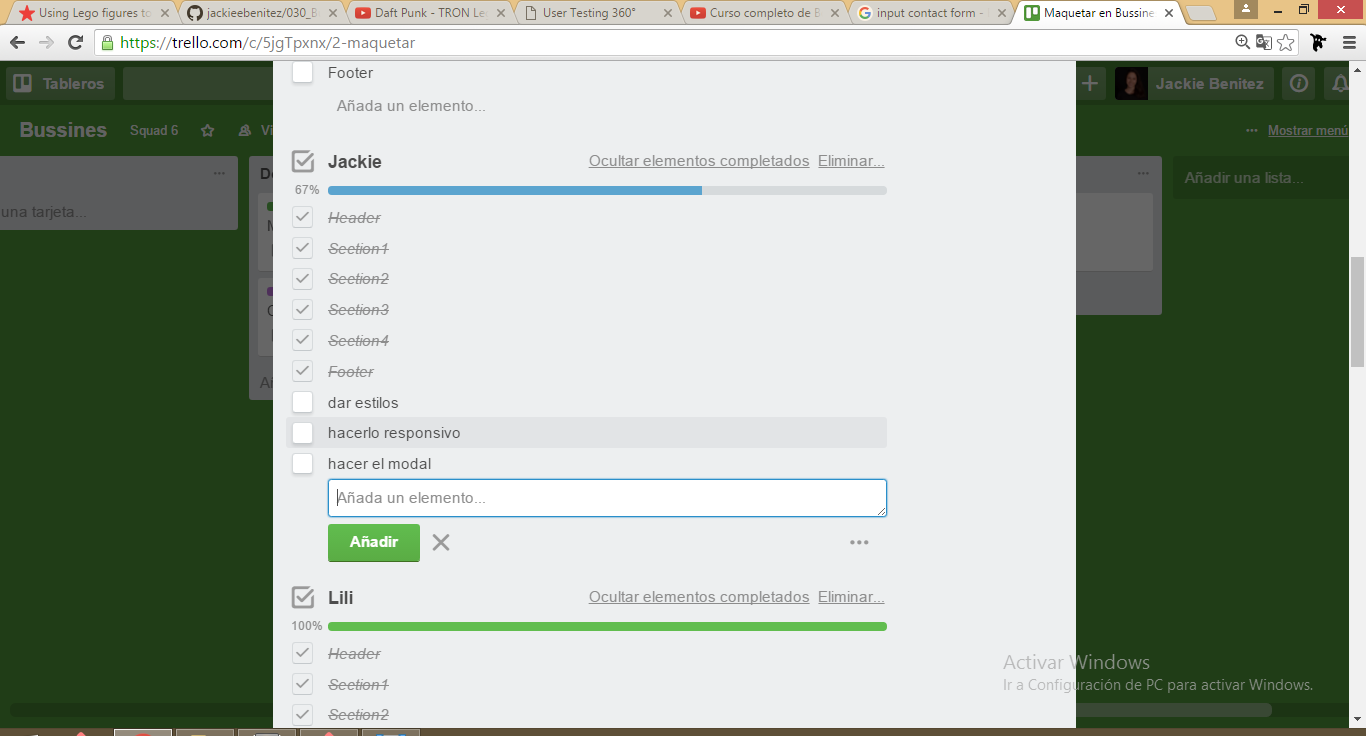 Using Lego figures to
jackieebenitez/030_B
Daft Punk - TRON Le
User Testing 360°
Curso completo de B
input contact form -
Maquetar en Bussine
https://trello.com/c/5jgTpxnx/2-maquetar
Tableros
Jackie Benitez
Bussines
Squad 6
Vi
Mostrar menú
Footer
Añada un elemento...
Jackie
Ocultar elementos completados Eliminar...
una tarjeta...
Añadir una lista...
67%
Header
Section1
Section2
Section3
Section4
Footer
dar estilos
hacerlo responsivo
hacer el modal
Añada un elemento...
Añadir
Lili
Ocultar elementos completados Eliminar...
100%
Header
Section1
Section2
Activar Windows
Ir a Configuración de PC para activar Windows.